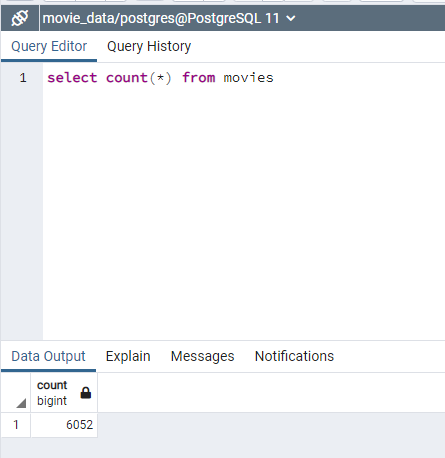 movie_data/postgres@PostgreSQL 11
Query Editor Query History
1 select count(*) from movies
Data Output Explain Messages Notifications
count
bigint
1 6052